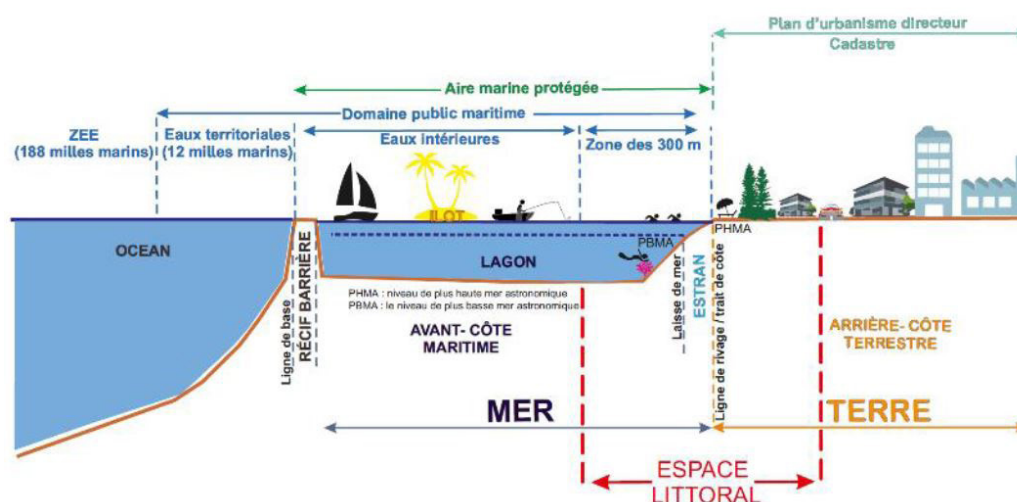 Plan d'urbanisme directeur
Cadastre
Aire marine protégée
Domaine public maritime
ZEE
(188 milles marins)
Eaux territoriales
(12 milles marins)
Eaux intérieures
Zone des 300 m
ILOT
OCEAN
LAGON
PBMA
PHMA
Ligne de base
RÉCIF BARRIÈRE
PHMA : niveau de plus haute mer astronomique
PBMA : le niveau de plus basse mer astronomique
Laisse de mer
ESTRAN
Ligne de rivage / trait de côte
AVANT- CÔTE
MARITIME
ARRIÈRE- CÔTE
TERRESTRE
MER
TERRE
ESPACE
LITTORAL